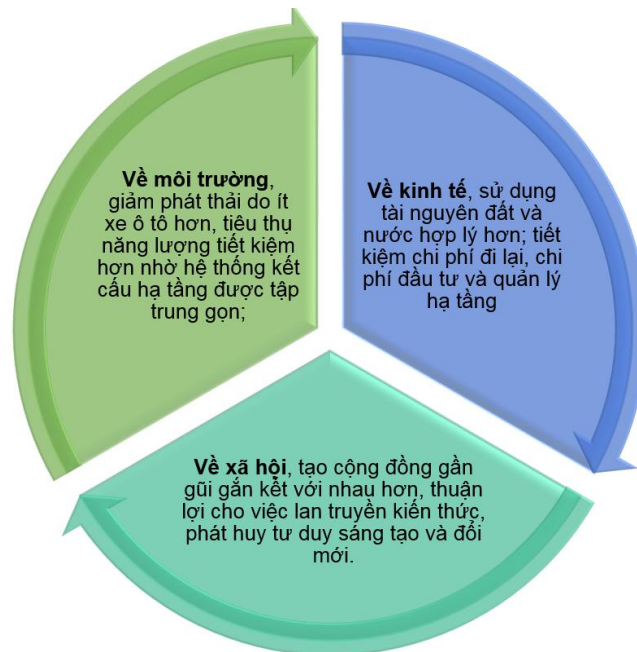 Về môi trường,
giảm phát thải do ít
xe ô tô hơn, tiêu thụ
năng lượng tiết kiệm
hơn nhờ hệ thống kết
cấu hạ tầng được tập
trung gọn;
Về kinh tế, sử dụng
tài nguyên đất và
nước hợp lý hơn; tiết
kiệm chi phí đi lại, chi
phí đầu tư và quản lý
hạ tầng
Về xã hội, tạo cộng đồng gần
gũi gắn kết với nhau hơn, thuận
lợi cho việc lan truyền kiến thức,
phát huy tư duy sáng tạo và đổi
mới.